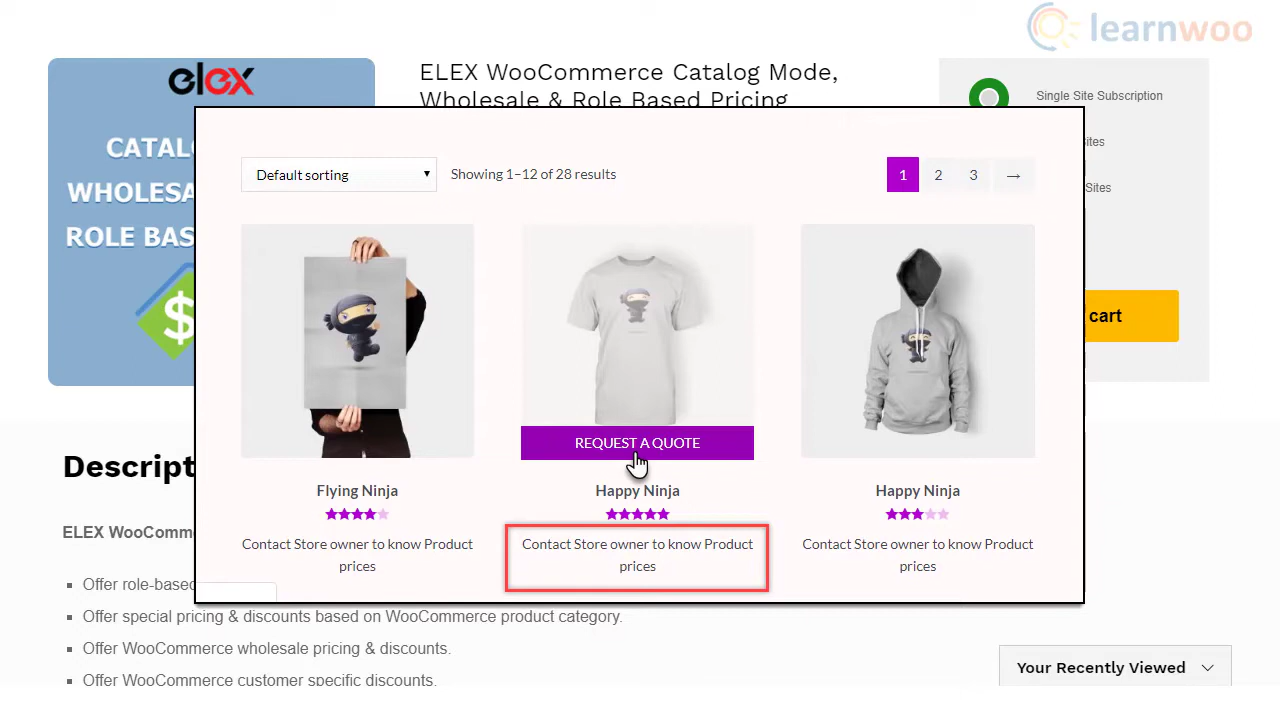 learnwoo
elex
CATAL
WHOLESA
ROLE BAS
$
ELEX WooCommerce Catalog Mode,
Wholesale & Role Based Pricing
Single Site Subscription
ites
Sites
cart
Default sorting
Showing 1–12 of 28 results
1 2 3 →
REQUEST A QUOTE
Flying Ninja
Happy Ninja
Happy Ninja
Contact Store owner to know Product
prices
Contact Store owner to know Product
prices
Contact Store owner to know Product
prices
Descript
ELEX WooComme
Offer role-based
Offer special pricing & discounts based on WooCommerce product category.
Offer WooCommerce wholesale pricing & discounts.
Offer WooCommerce customer specific discounts.
Your Recently Viewed